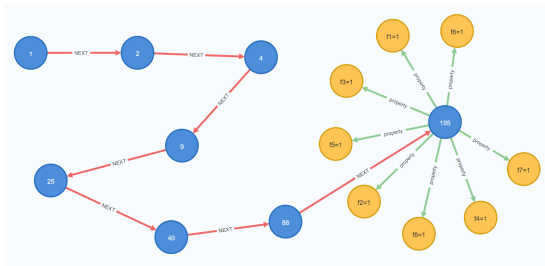 1
NEXT
2
NEXT
4
NEXT
9
NEXT
25
NEXT
40
NEXT
88
NEXT
195
property
f1=1
property
f6=1
property
f3=1
property
f5=1
property
f2=1
property
f8=1
property
f4=1
property
f7=1